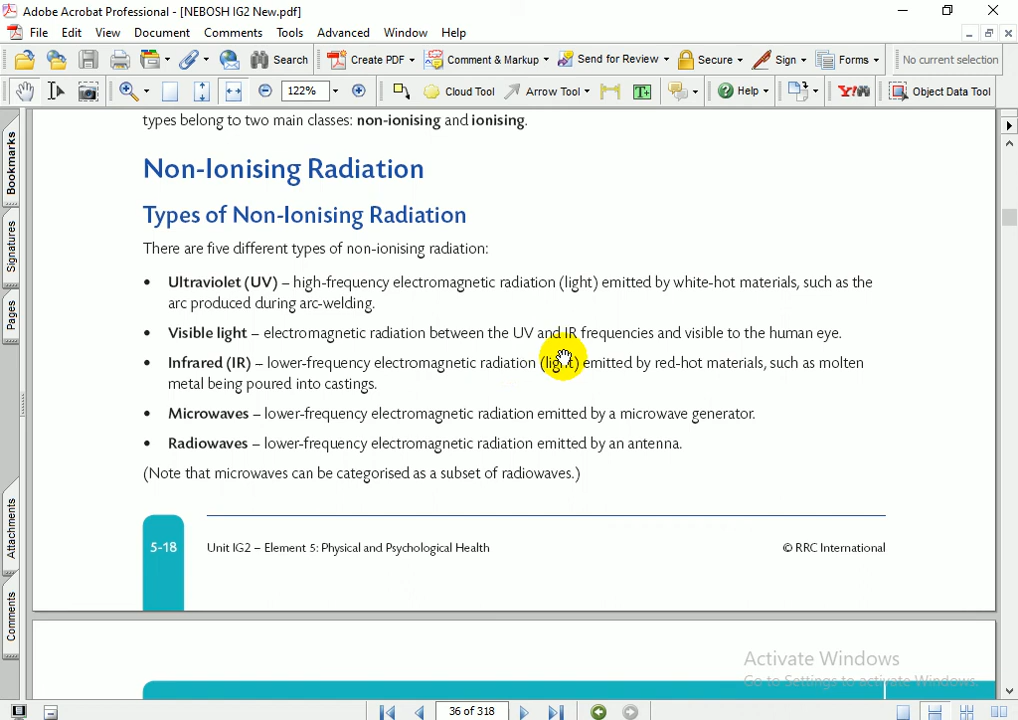 Adobe Acrobat Professional - [NEBOSH IG2 New.pdf]
File Edit View Document Comments Tools Advanced Window Help
Search Create PDF Comment & Markup Send for Review Secure Sign Forms No current selection
122% Cloud Tool Arrow Tool Help Y! Object Data Tool
Bookmarks
Signatures
Pages
Attachments
Comments
types belong to two main classes: non-ionising and ionising.
Non-Ionising Radiation
Types of Non-Ionising Radiation
There are five different types of non-ionising radiation:
• Ultraviolet (UV) – high-frequency electromagnetic radiation (light) emitted by white-hot materials, such as the
arc produced during arc-welding.
• Visible light – electromagnetic radiation between the UV and IR frequencies and visible to the human eye.
• Infrared (IR) – lower-frequency electromagnetic radiation (light) emitted by red-hot materials, such as molten
metal being poured into castings.
• Microwaves – lower-frequency electromagnetic radiation emitted by a microwave generator.
• Radiowaves – lower-frequency electromagnetic radiation emitted by an antenna.
(Note that microwaves can be categorised as a subset of radiowaves.)
5-18 Unit IG2 – Element 5: Physical and Psychological Health © RRC International
Activate Windows
Go to Settings to activate Windows.
36 of 318